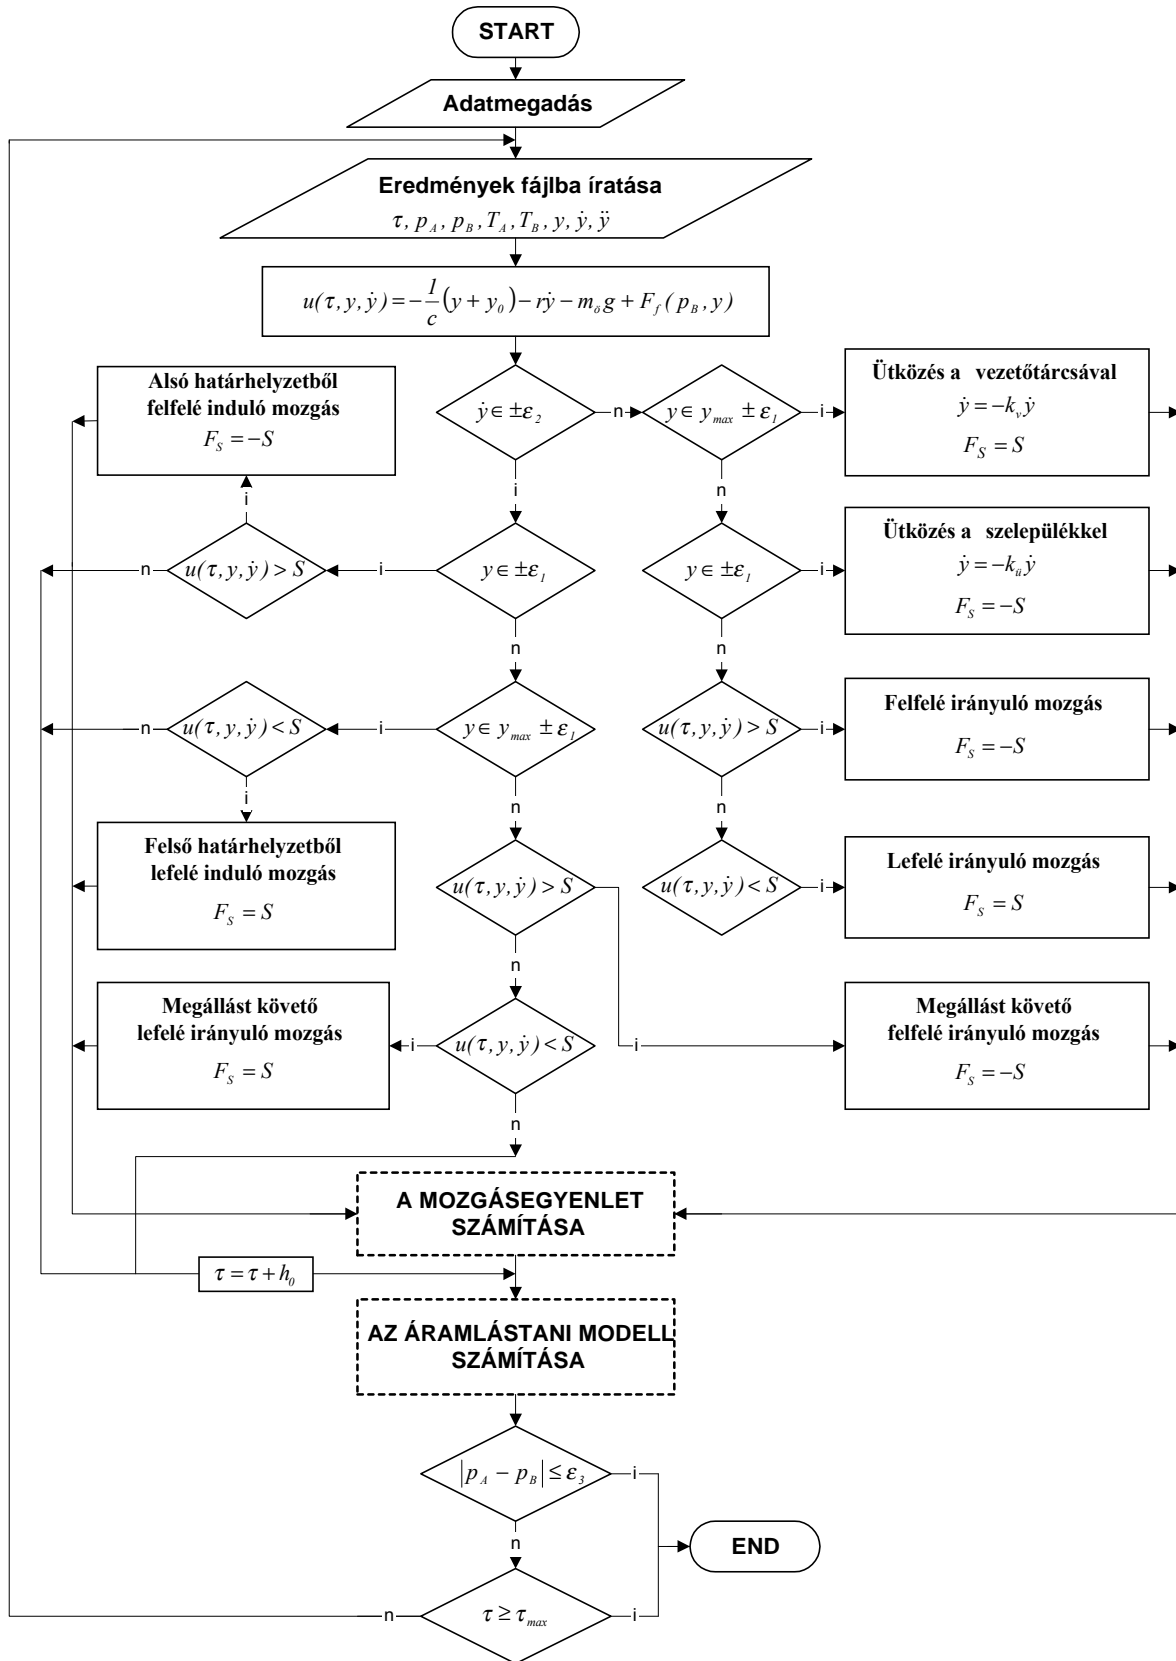 START
Adatmegadás
Eredmények fájlba íratása
τ, p_A, p_B, T_A, T_B, y, ẏ, ÿ
u(τ, y, ẏ) = −1/c (y + y_0) − rẏ − m_ö g + F_f(p_B, y)
Alsó határhelyzetből
felfelé induló mozgás
F_S = −S
ẏ ∈ ±ε_2
n
y ∈ y_max ± ε_1
i
Ütközés a vezetőtárcsával
ẏ = −k_v ẏ
F_S = S
i
i
n
n
u(τ, y, ẏ) > S
i
y ∈ ±ε_1
y ∈ ±ε_1
i
Ütközés a szelepülékkel
ẏ = −k_ü ẏ
F_S = −S
n
n
n
u(τ, y, ẏ) < S
i
y ∈ y_max ± ε_1
u(τ, y, ẏ) > S
i
Felfelé irányuló mozgás
F_S = −S
i
n
n
Felső határhelyzetből
lefelé induló mozgás
F_S = S
u(τ, y, ẏ) > S
u(τ, y, ẏ) < S
i
Lefelé irányuló mozgás
F_S = S
n
Megállást követő
lefelé irányuló mozgás
F_S = S
i
u(τ, y, ẏ) < S
i
Megállást követő
felfelé irányuló mozgás
F_S = −S
n
A MOZGÁSEGYENLET
SZÁMÍTÁSA
τ = τ + h_0
AZ ÁRAMLÁSTANI MODELL
SZÁMÍTÁSA
|p_A − p_B| ≤ ε_3
i
n
END
n
τ ≥ τ_max
i